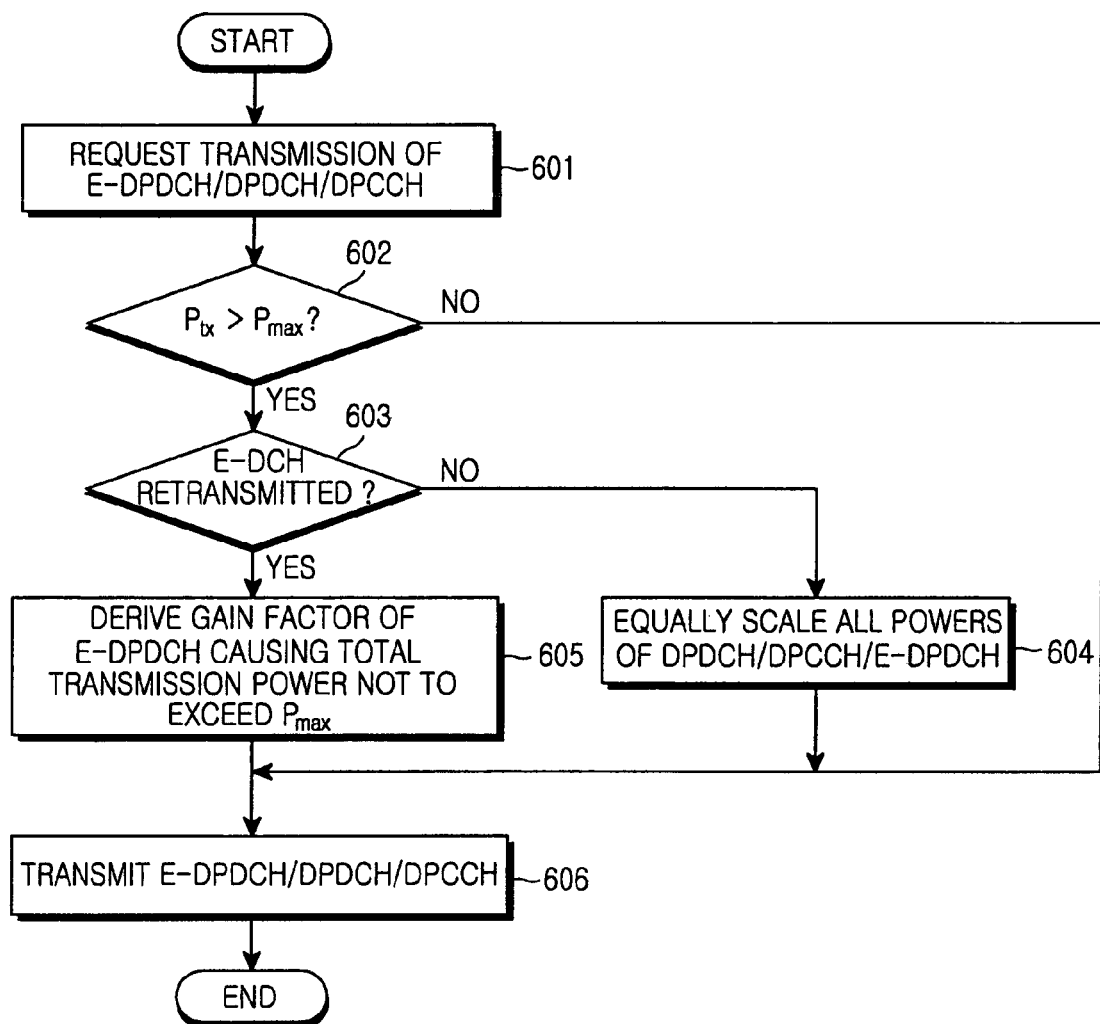 START
REQUEST TRANSMISSION OF
E-DPDCH/DPDCH/DPCCH
601
602
P_tx > P_max?
NO
YES
603
E-DCH
RETRANSMITTED ?
NO
YES
DERIVE GAIN FACTOR OF
E-DPDCH CAUSING TOTAL
TRANSMISSION POWER NOT TO
EXCEED P_max
605
EQUALLY SCALE ALL POWERS
OF DPDCH/DPCCH/E-DPDCH
604
TRANSMIT E-DPDCH/DPDCH/DPCCH
606
END